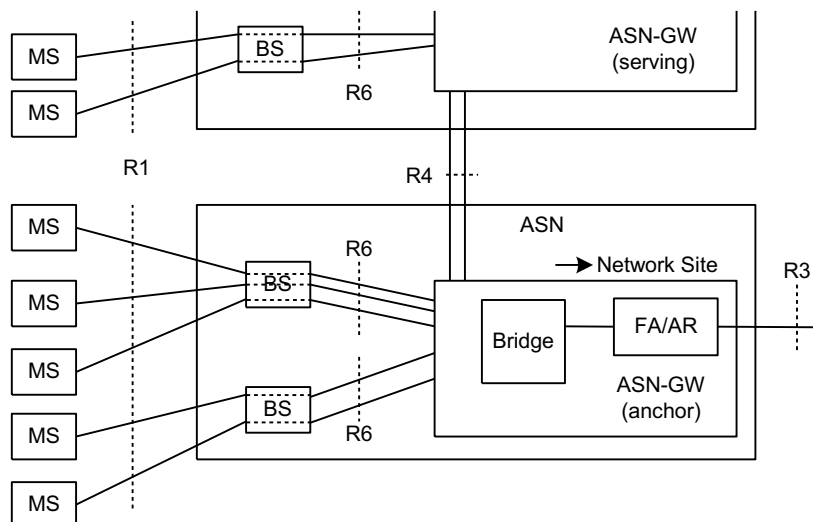 MS
BS
ASN-GW
(serving)
MS
R6
R1
R4
MS
ASN
R6
Network Site
R3
BS
MS
Bridge
FA/AR
MS
ASN-GW
(anchor)
BS
MS
R6
MS